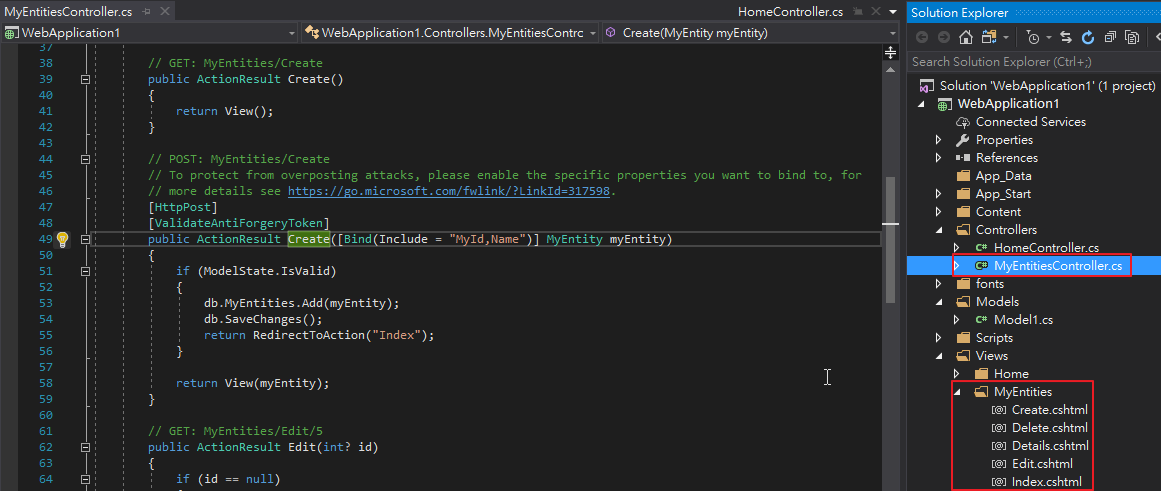 MyEntitiesController.cs
HomeController.cs
WebApplication1
WebApplication1.Controllers.MyEntitiesContrc
Create(MyEntity myEntity)
37
38 // GET: MyEntities/Create
39 public ActionResult Create()
40 {
41 return View();
42 }
43
44 // POST: MyEntities/Create
45 // To protect from overposting attacks, please enable the specific properties you want to bind to, for
46 // more details see https://go.microsoft.com/fwlink/?LinkId=317598.
47 [HttpPost]
48 [ValidateAntiForgeryToken]
49 public ActionResult Create([Bind(Include = "MyId,Name")] MyEntity myEntity)
50 {
51 if (ModelState.IsValid)
52 {
53 db.MyEntities.Add(myEntity);
54 db.SaveChanges();
55 return RedirectToAction("Index");
56 }
57
58 return View(myEntity);
59 }
60
61 // GET: MyEntities/Edit/5
62 public ActionResult Edit(int? id)
63 {
64 if (id == null)
Solution Explorer
Search Solution Explorer (Ctrl+;)
Solution 'WebApplication1' (1 project)
WebApplication1
Connected Services
Properties
References
App_Data
App_Start
Content
Controllers
C# HomeController.cs
C# MyEntitiesController.cs
fonts
Models
C# Model1.cs
Scripts
Views
Home
MyEntities
[@] Create.cshtml
[@] Delete.cshtml
[@] Details.cshtml
[@] Edit.cshtml
[@] Index.cshtml